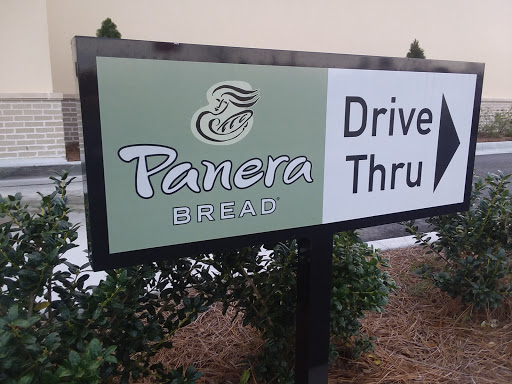 Panera
BREAD®
Drive
Thru